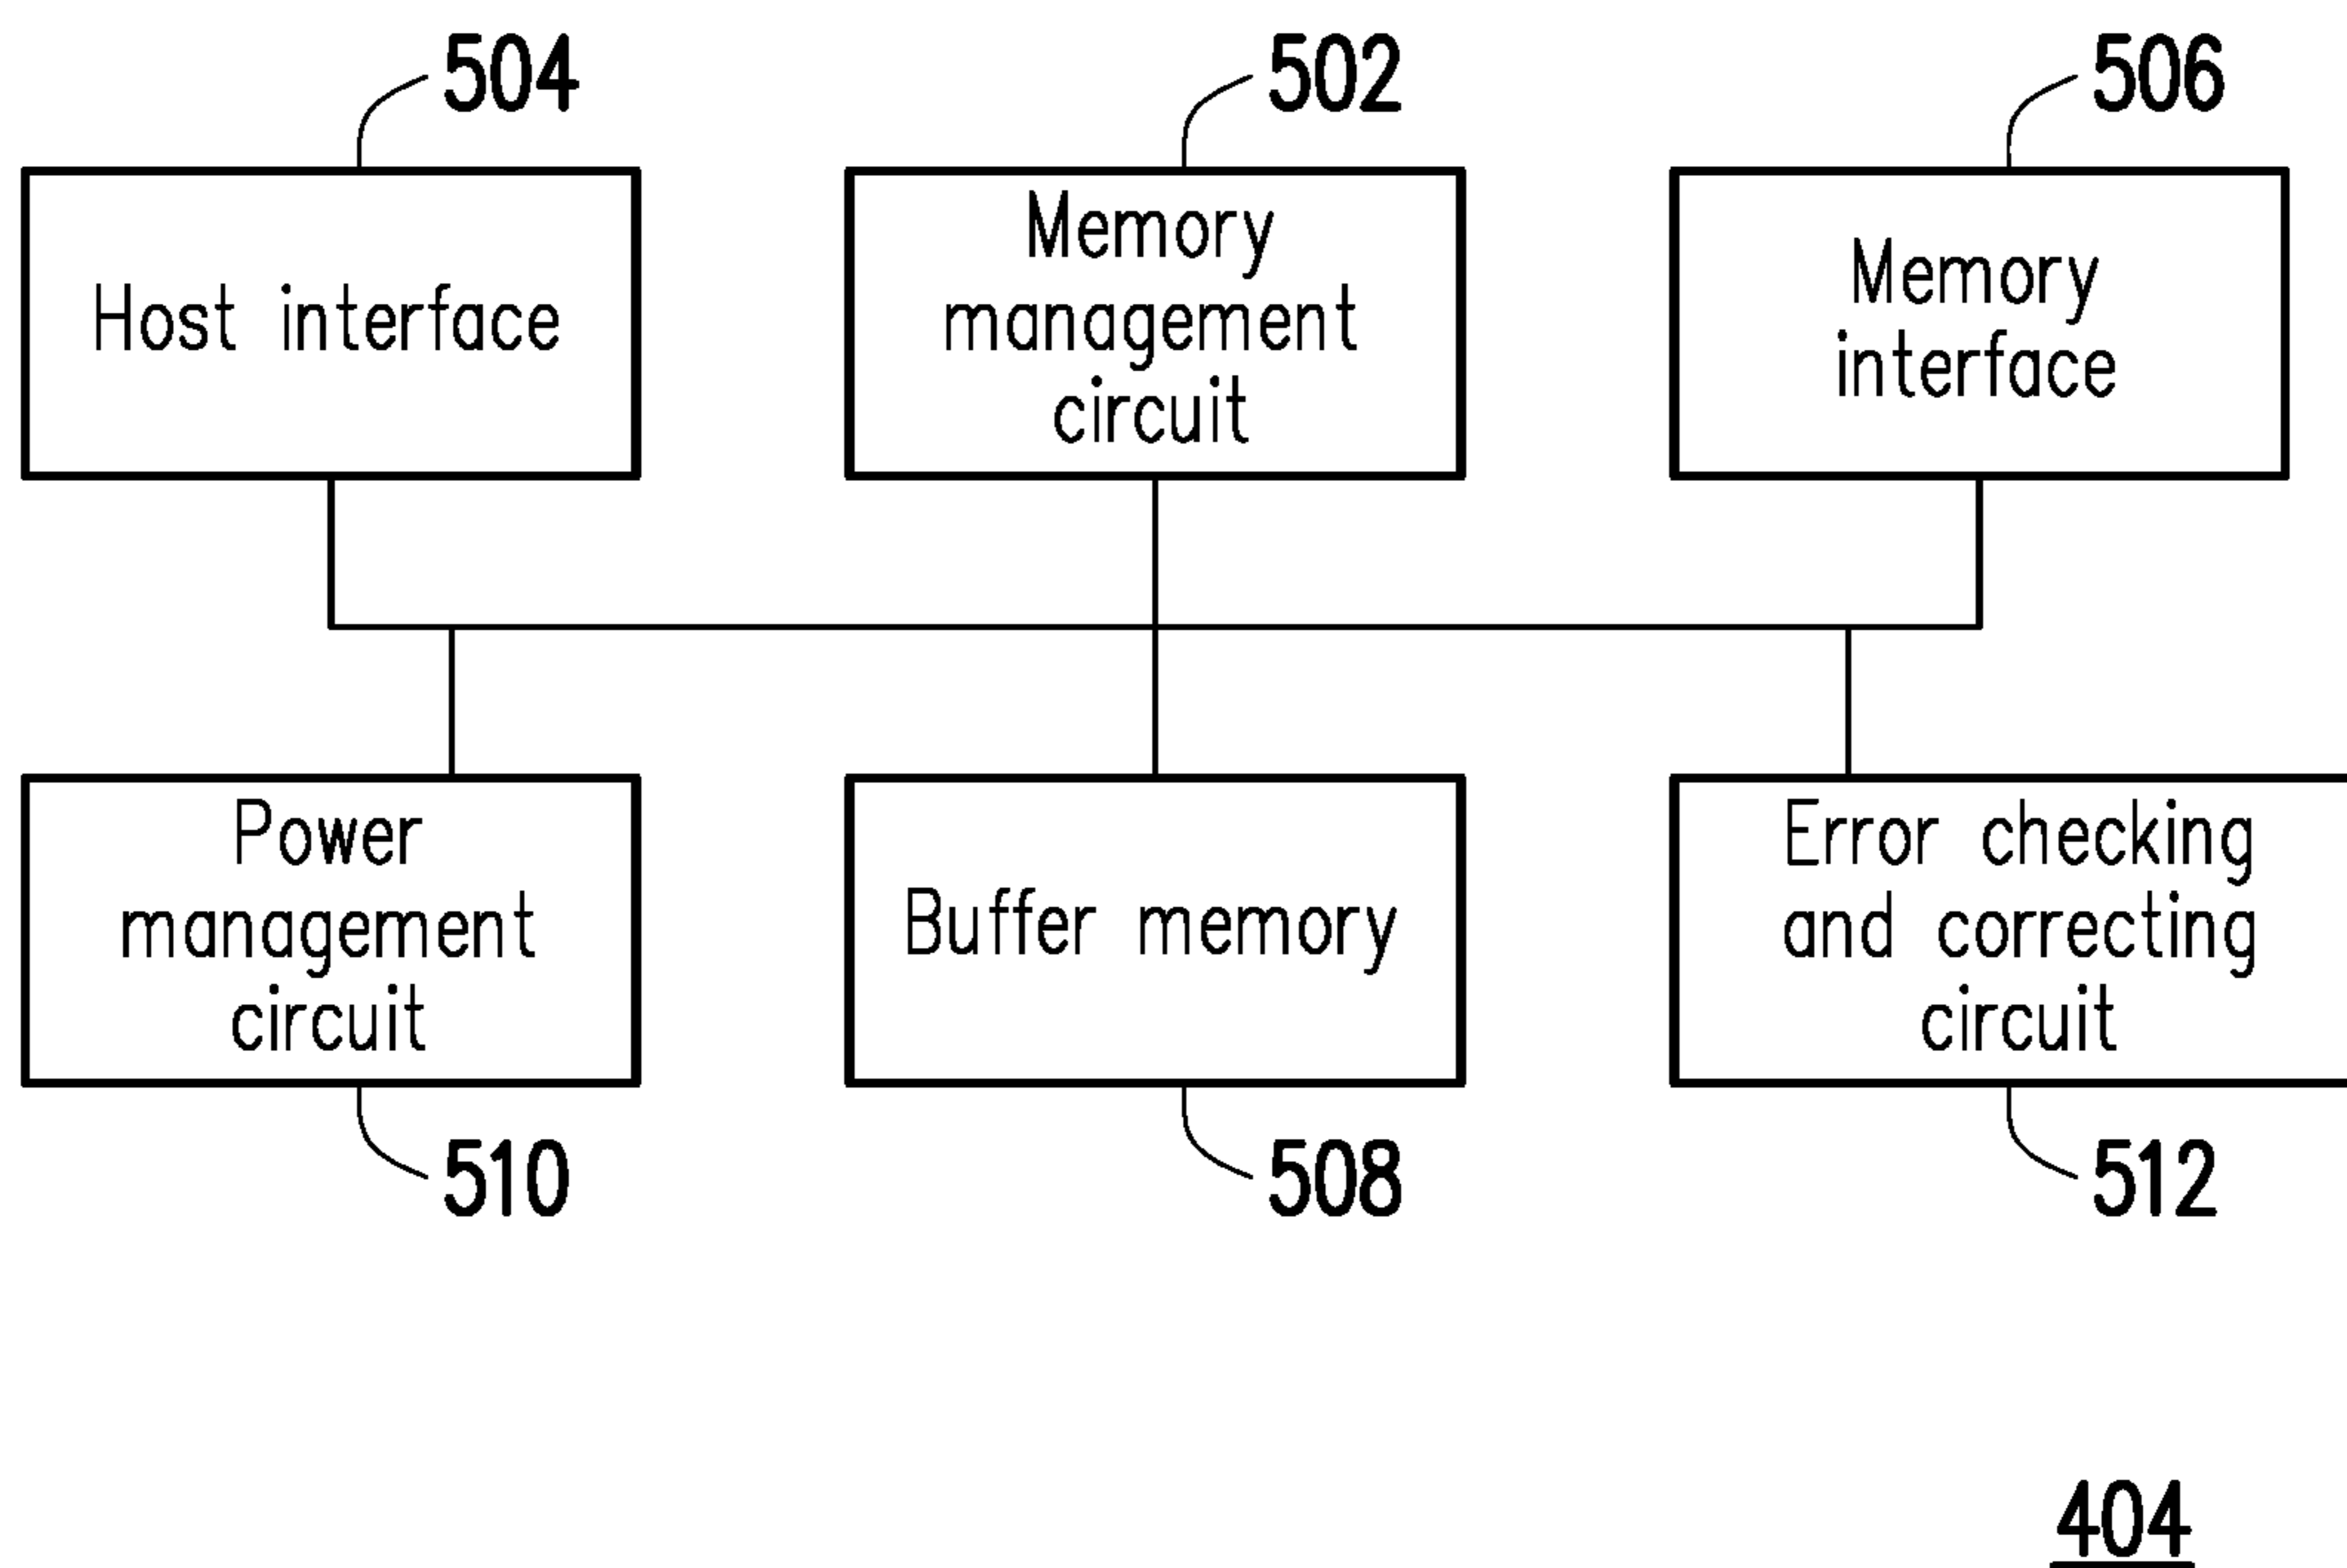 504
502
506
Host interface
Memory
management
circuit
Memory
interface
Power
management
circuit
Buffer memory
Error checking
and correcting
circuit
510
508
512
404